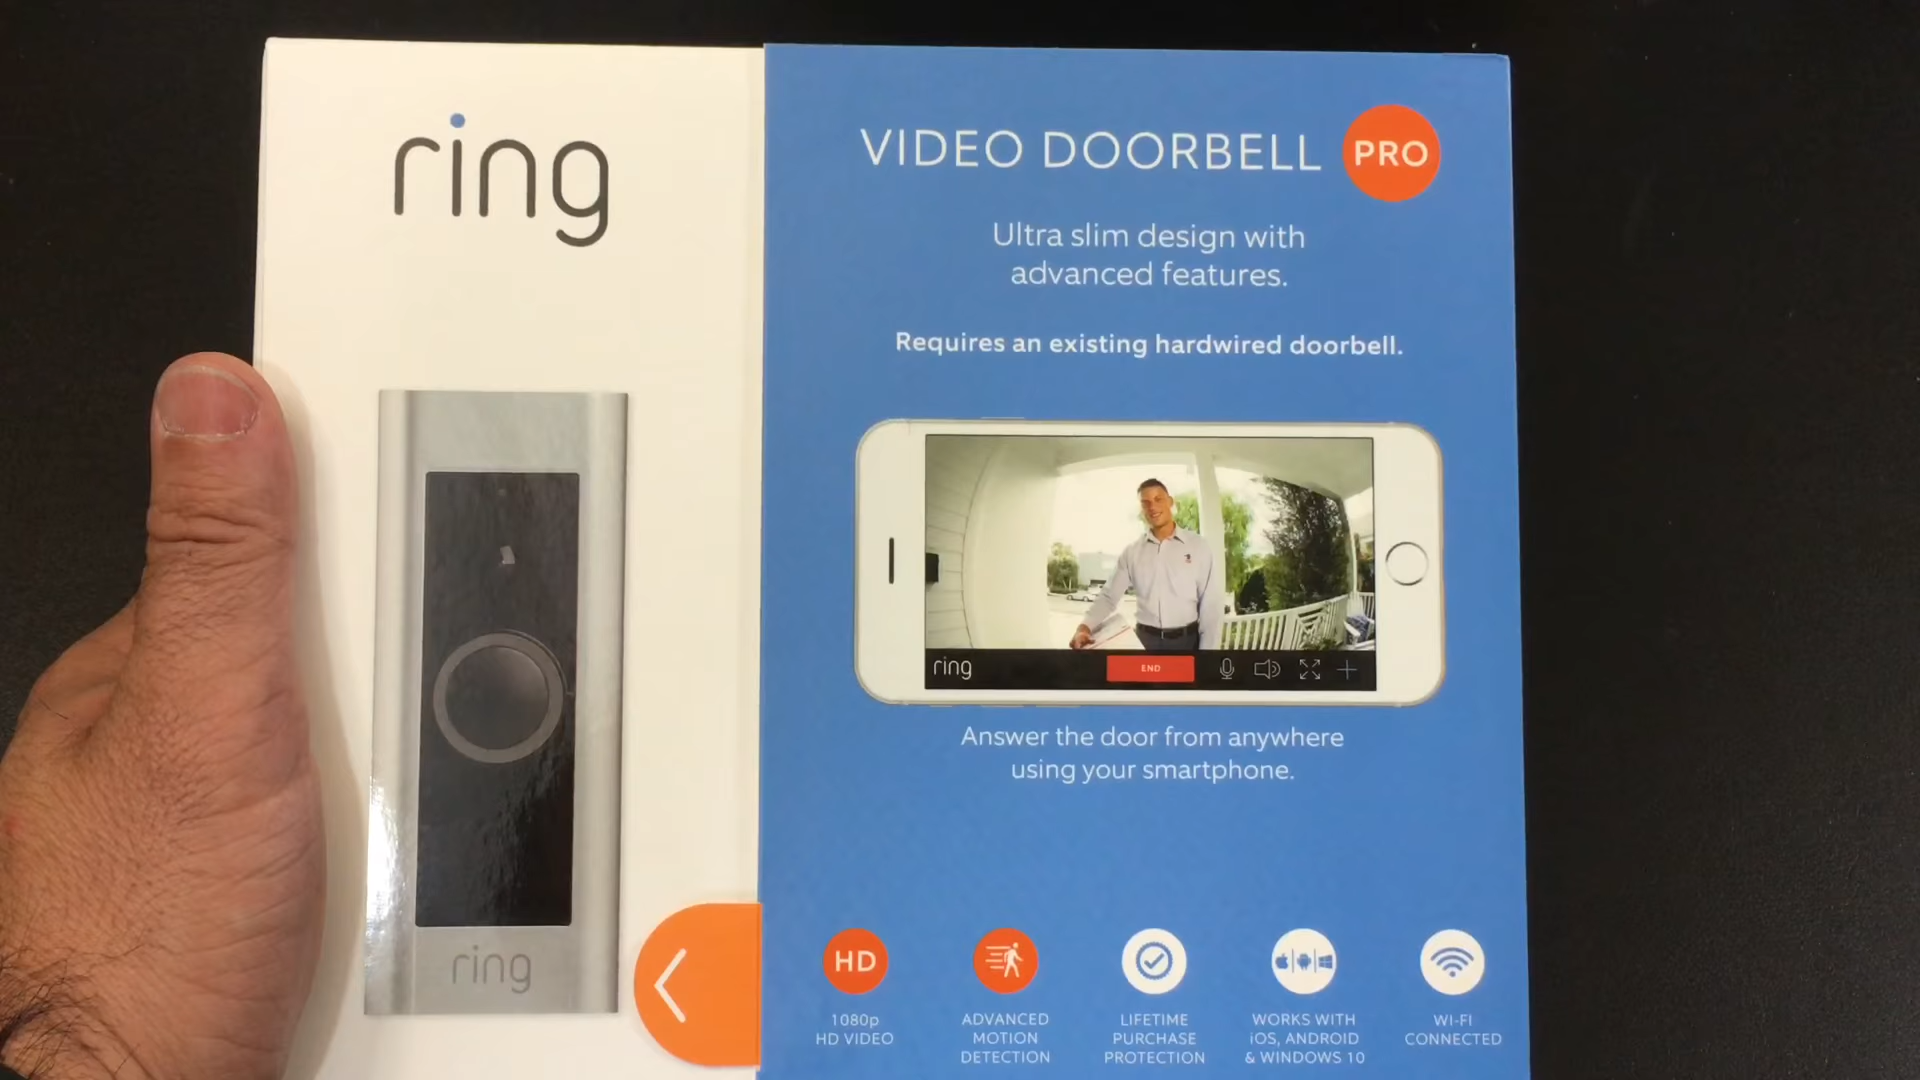 ring
VIDEO DOORBELL PRO
Ultra slim design with
advanced features.
Requires an existing hardwired doorbell.
ring
END
Answer the door from anywhere
using your smartphone.
ring
HD
1080p
HD VIDEO
ADVANCED
MOTION
DETECTION
LIFETIME
PURCHASE
PROTECTION
WORKS WITH
iOS, ANDROID
& WINDOWS 10
WI-FI
CONNECTED